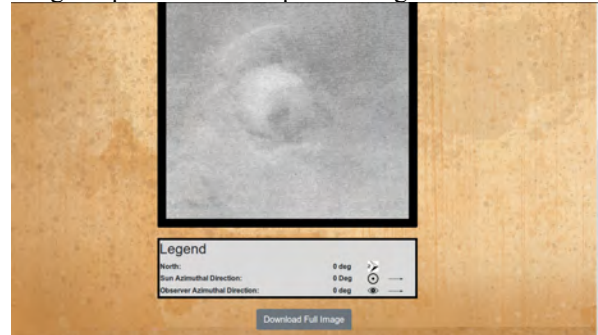 Legend
North: 0 deg
Sun Azimuthal Direction: 0 Deg
Observer Azimuthal Direction: 0 deg
Download Full Image